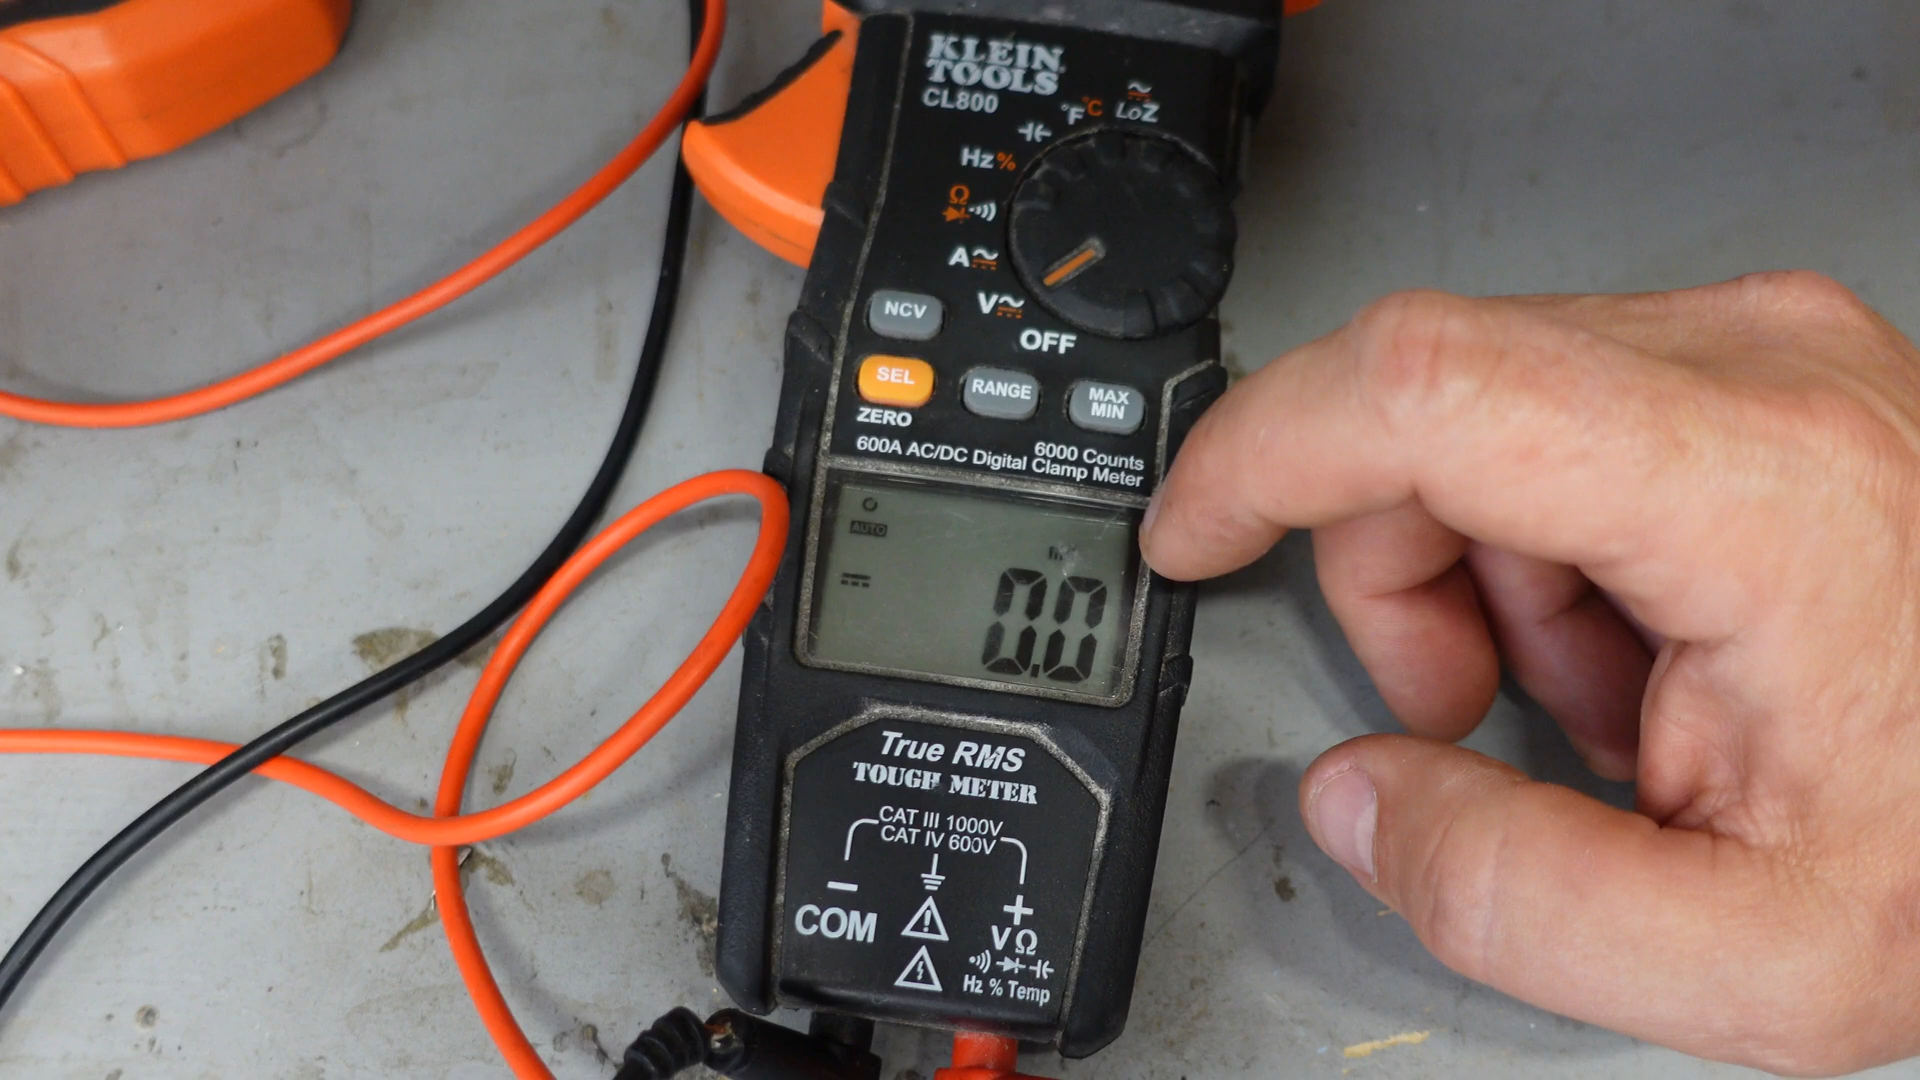 KLEIN
TOOLS
CL800
°F °C
LoZ
Hz %
Ω
A
V
OFF
NCV
SEL
RANGE
MAX
MIN
ZERO
600A AC/DC Digital Clamp Meter
6000 Counts
AUTO
0.0
True RMS
TOUGH METER
CAT III 1000V
CAT IV 600V
COM
+
V Ω
Hz % Temp